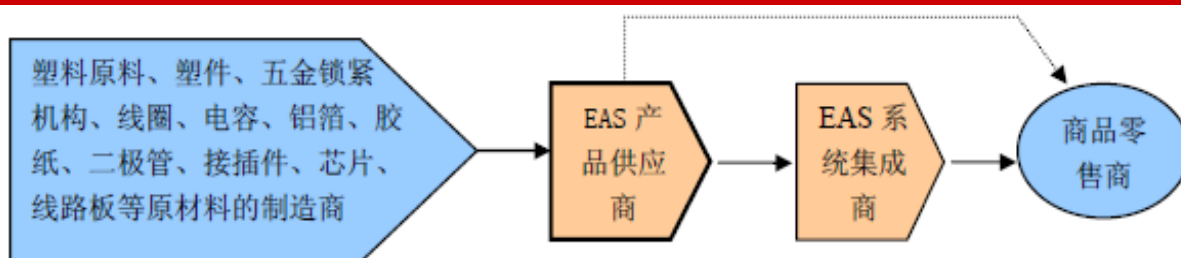 塑料原料、塑件、五金锁紧
机构、线圈、电容、铝箔、胶
纸、二极管、接插件、芯片、
线路板等原材料的制造商
EAS 产
品供应
商
EAS 系
统集成
商
商品零
售商